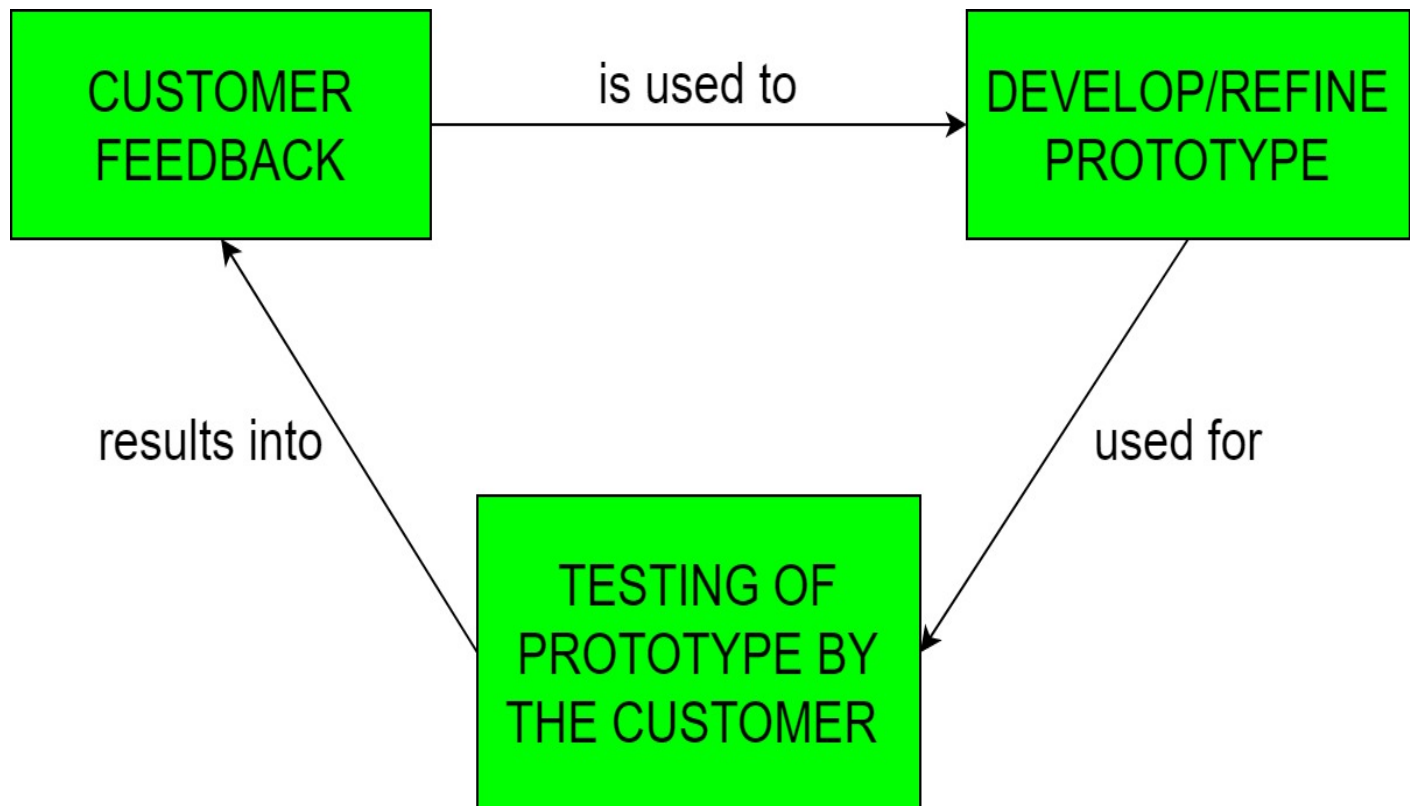 CUSTOMER
FEEDBACK
is used to
DEVELOP/REFINE
PROTOTYPE
used for
TESTING OF
PROTOTYPE BY
THE CUSTOMER
results into